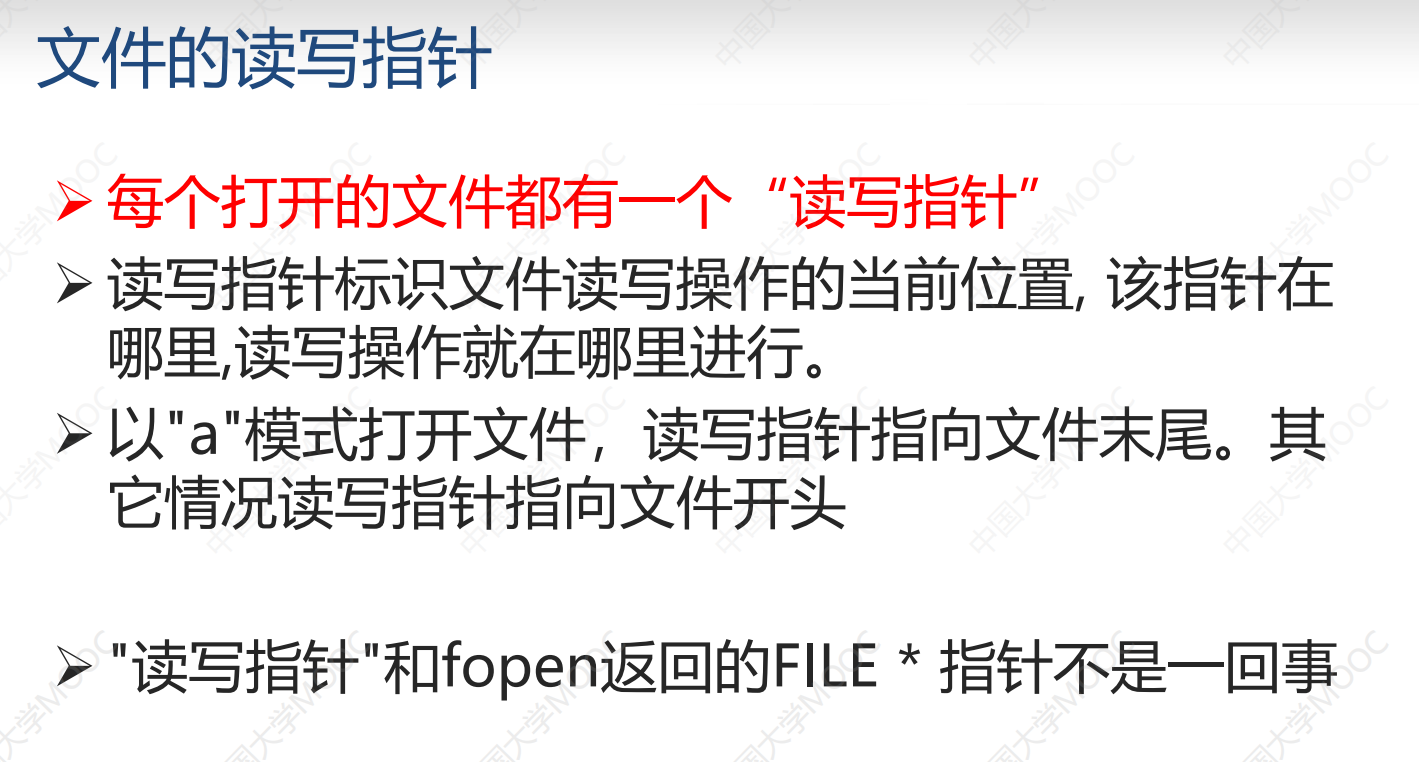 文件的读写指针
每个打开的文件都有一个“读写指针”
读写指针标识文件读写操作的当前位置, 该指针在
哪里,读写操作就在哪里进行。
以"a"模式打开文件，读写指针指向文件末尾。其
它情况读写指针指向文件开头
"读写指针"和fopen返回的FILE * 指针不是一回事
中国大学MOOC